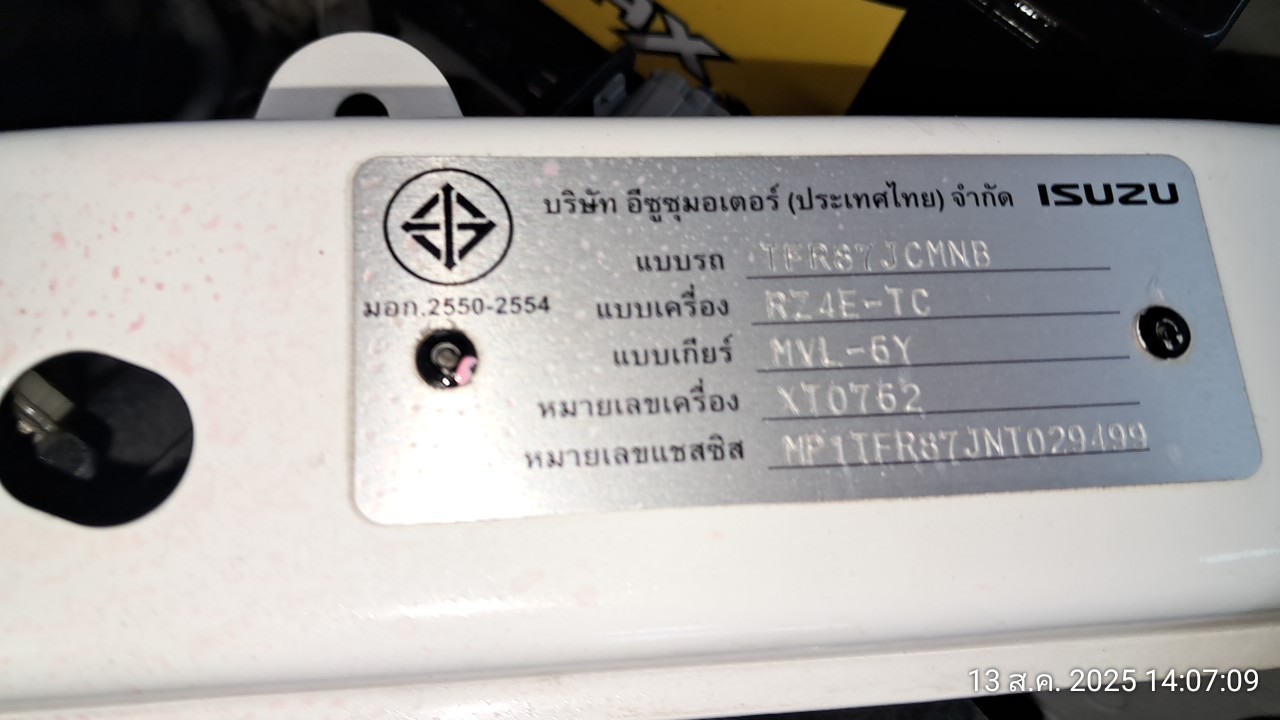 บริษัท อีซูซุมอเตอร์ (ประเทศไทย) จำกัด ISUZU
แบบรถ TFR87JCMNB
มอก.2550-2554
แบบเครื่อง RZ4E-TC
แบบเกียร์ MVL-6Y
หมายเลขเครื่อง XT0762
หมายเลขแชสซิส MP1TFR87JNT029499
13 ส.ค. 2025 14:07:09